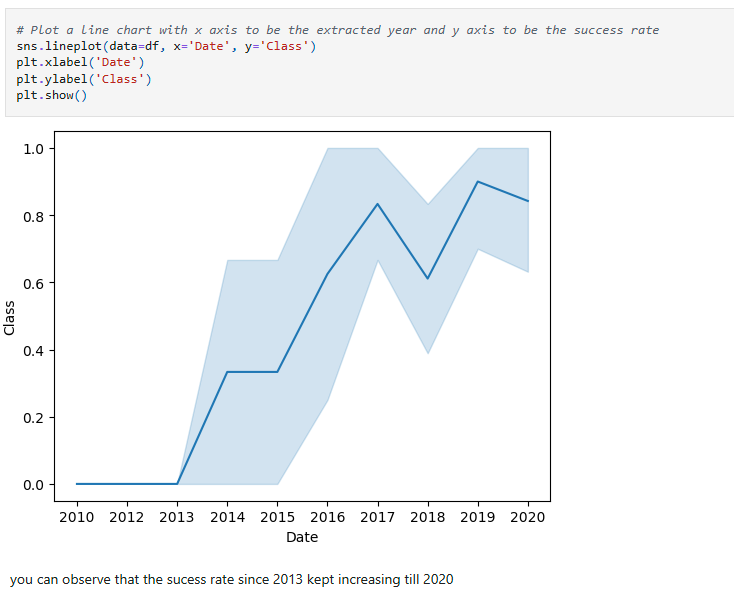 # Plot a line chart with x axis to be the extracted year and y axis to be the success rate
sns.lineplot(data=df, x='Date', y='Class')
plt.xlabel('Date')
plt.ylabel('Class')
plt.show()
1.0
0.8
0.6
0.4
0.2
0.0
Class
2010 2012 2013 2014 2015 2016 2017 2018 2019 2020
Date
you can observe that the sucess rate since 2013 kept increasing till 2020